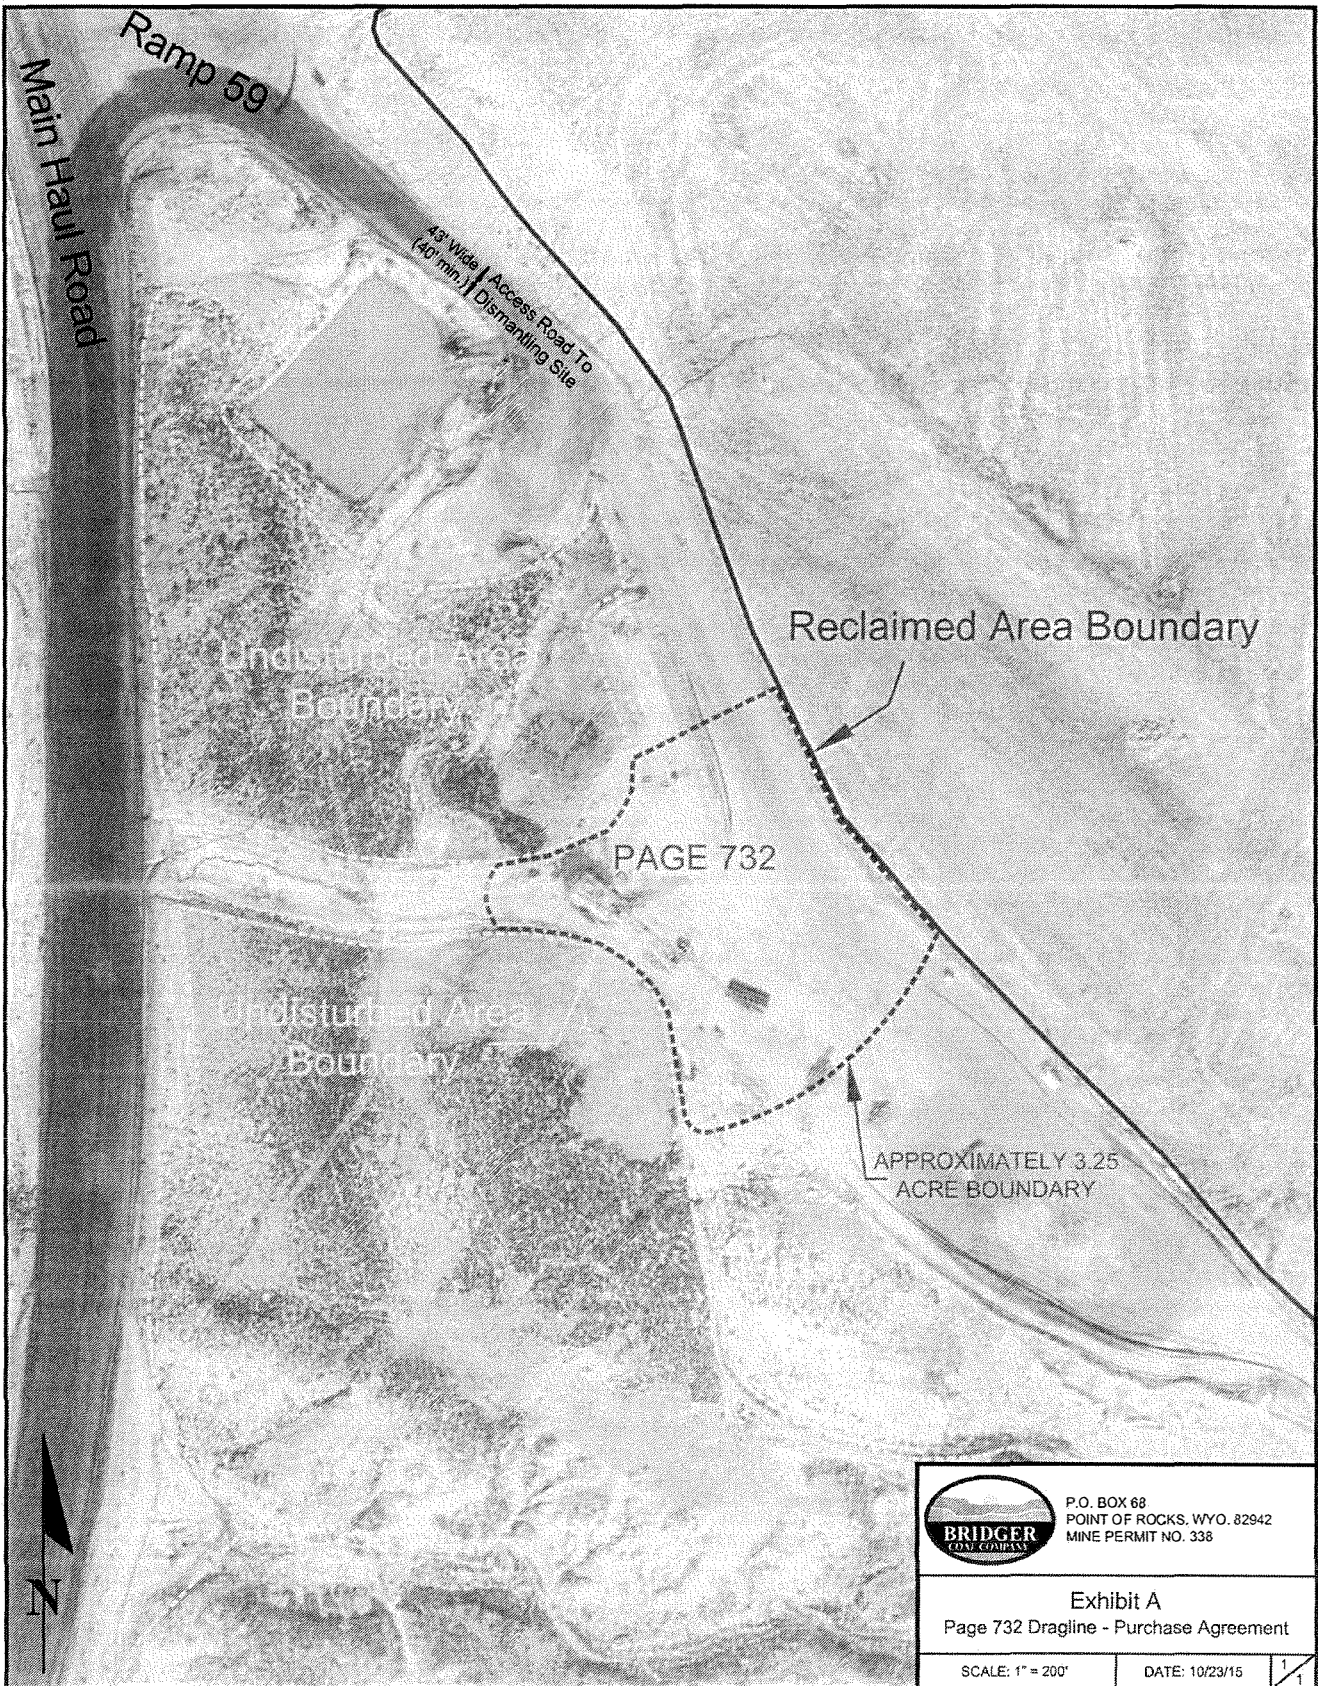 Ramp 59
Main Haul Road
43' Wide
(40' min.)
Access Road To
Dismantling Site
Reclaimed Area Boundary
Undisturbed Area
Boundary
PAGE 732
Undisturbed Area
Boundary
APPROXIMATELY 3.25
ACRE BOUNDARY
N
BRIDGER
COAL COMPANY
P.O. BOX 68
POINT OF ROCKS, WYO. 82942
MINE PERMIT NO. 338
Exhibit A
Page 732 Dragline - Purchase Agreement
SCALE: 1" = 200'
DATE: 10/23/15
1/1